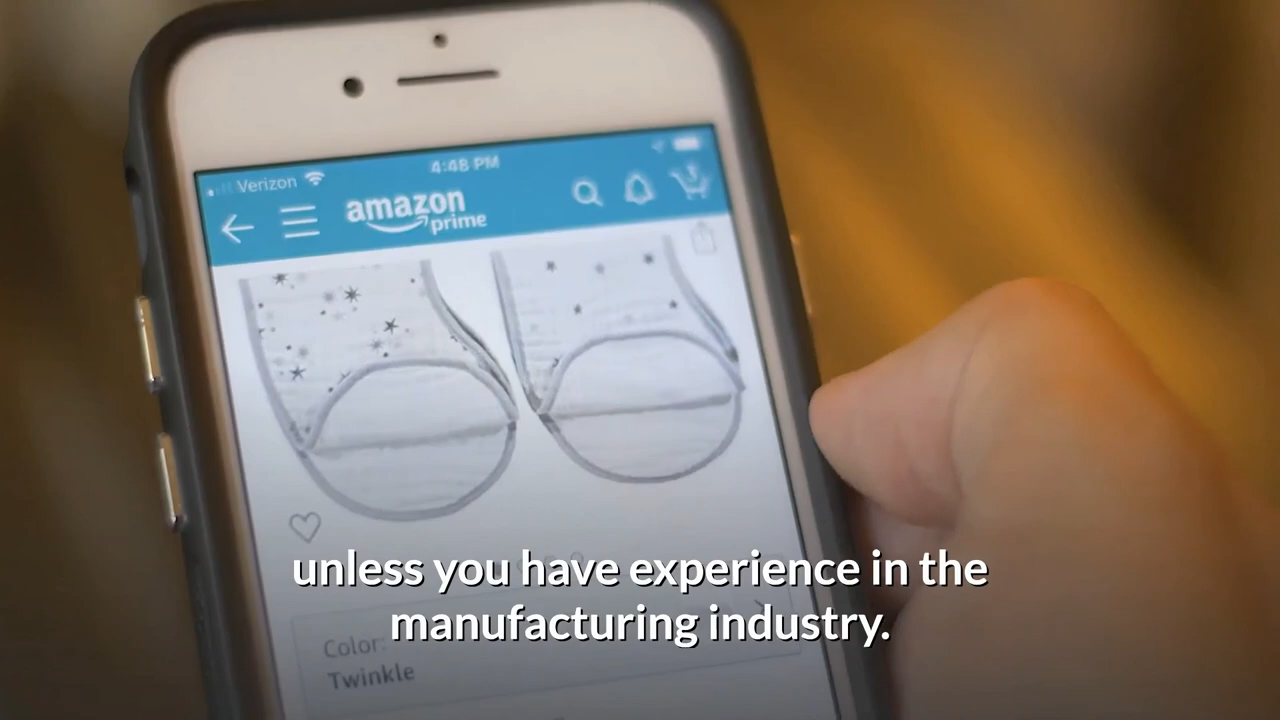 Verizon
4:48 PM
amazon
prime
unless you have experience in the
manufacturing industry.
Color:
Twinkle